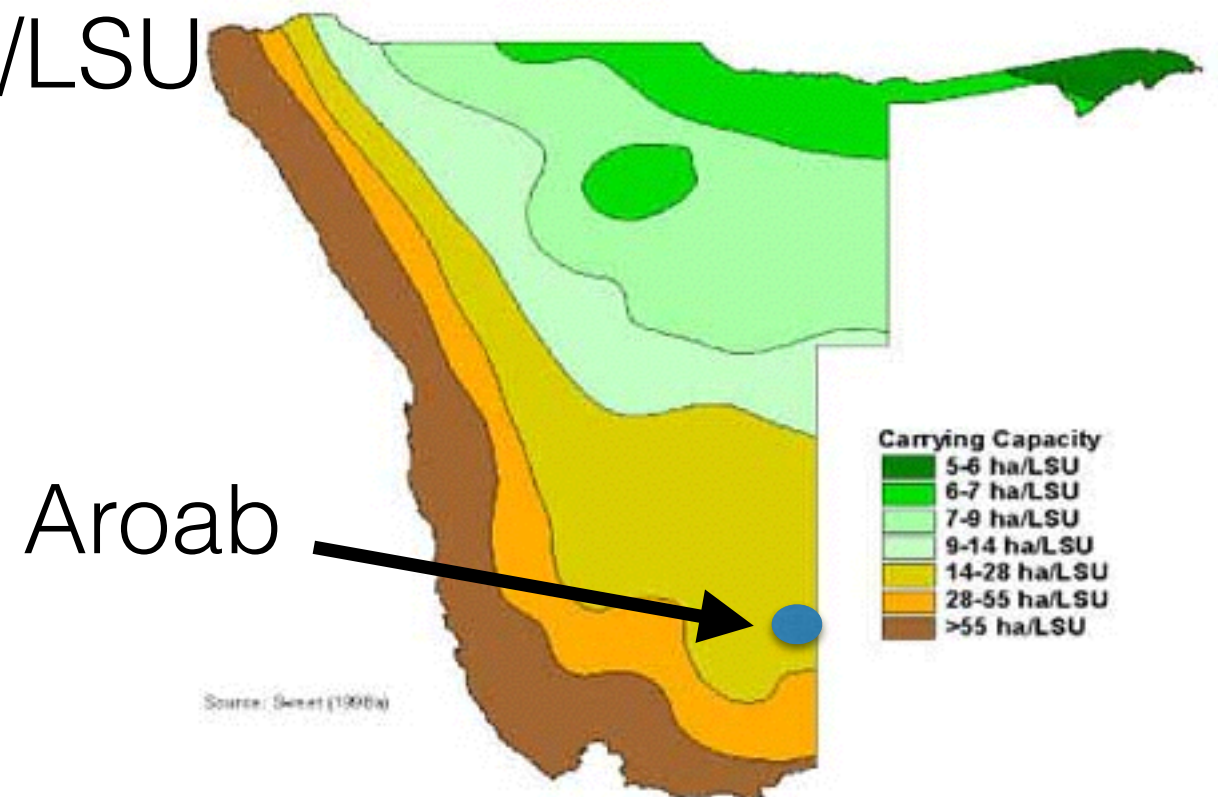 /LSU
Aroab
Carrying Capacity
5-6 ha/LSU
6-7 ha/LSU
7-9 ha/LSU
9-14 ha/LSU
14-28 ha/LSU
28-55 ha/LSU
>55 ha/LSU
Source: Sweet (1998a)